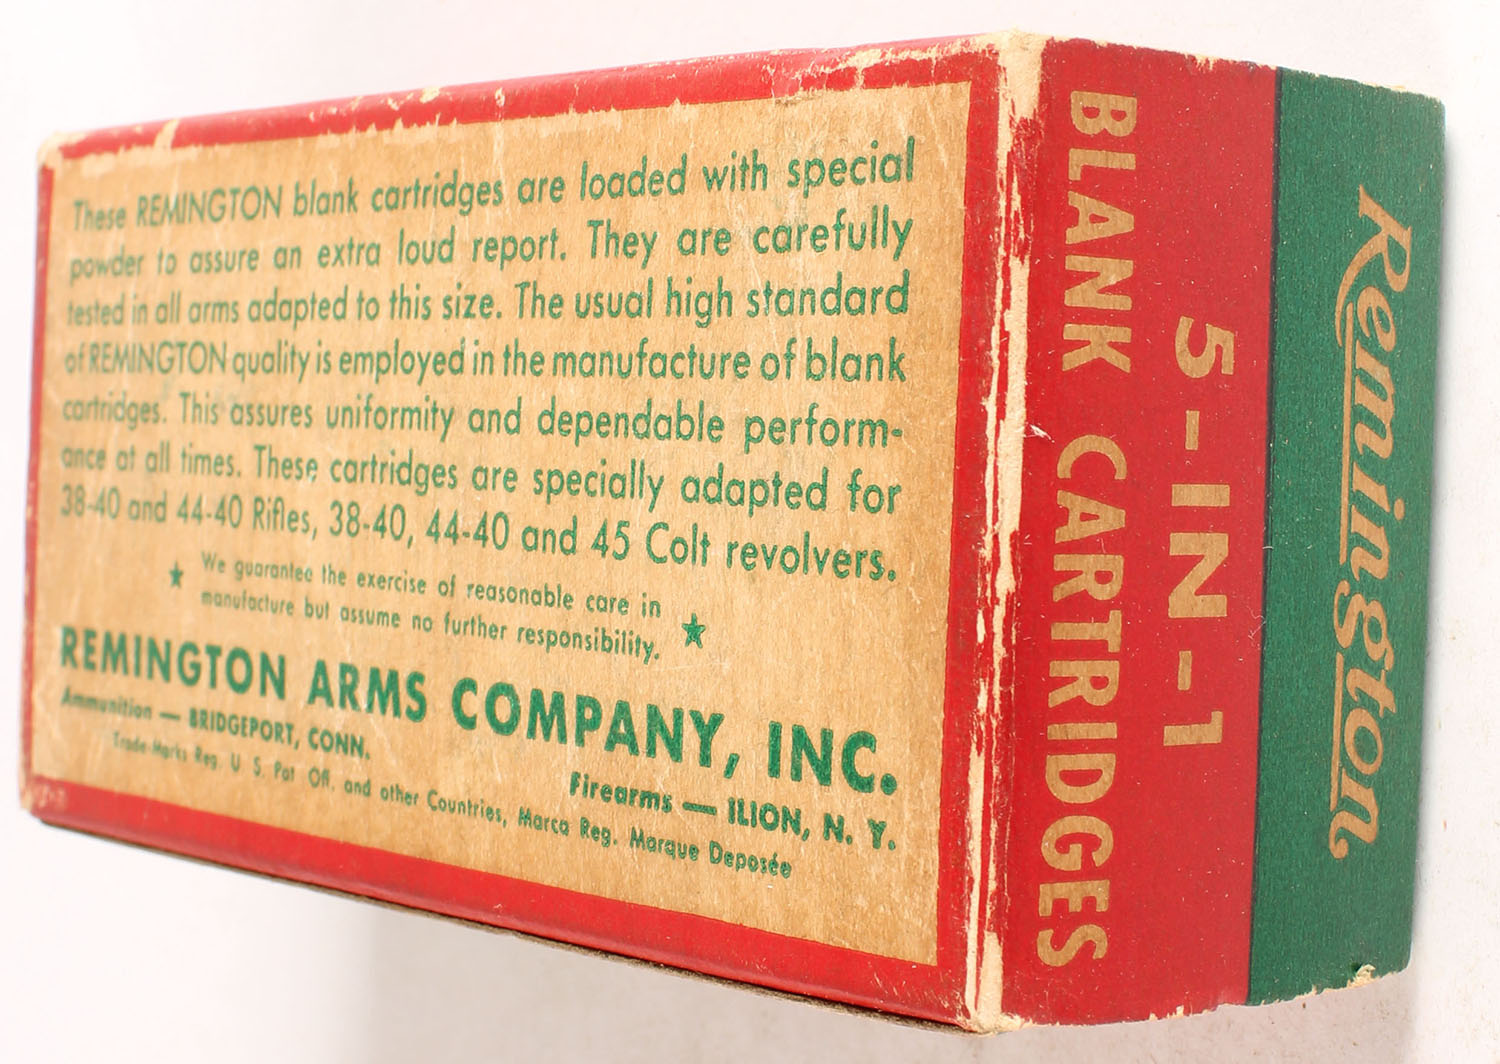 These REMINGTON blank cartridges are loaded with special
powder to assure an extra loud report. They are carefully
tested in all arms adapted to this size. The usual high standard
of REMINGTON quality is employed in the manufacture of blank
cartridges. This assures uniformity and dependable perform-
ance at all times. These cartridges are specially adapted for
38-40 and 44-40 Rifles, 38-40, 44-40 and 45 Colt revolvers.
★ We guarantee the exercise of reasonable care in ★
manufacture but assume no further responsibility.
REMINGTON ARMS COMPANY, INC.
Ammunition — BRIDGEPORT, CONN.
Firearms — ILION, N. Y.
Trade-Marks Reg. U S. Pat Off. and other Countries, Marca Reg. Marque Deposée
Remington
5-IN-1
BLANK CARTRIDGES